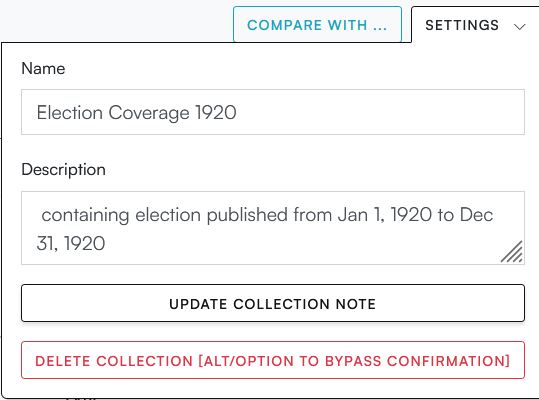 COMPARE WITH ...
SETTINGS
Name
Election Coverage 1920
Description
containing election published from Jan 1, 1920 to Dec
31, 1920
UPDATE COLLECTION NOTE
DELETE COLLECTION [ALT/OPTION TO BYPASS CONFIRMATION]